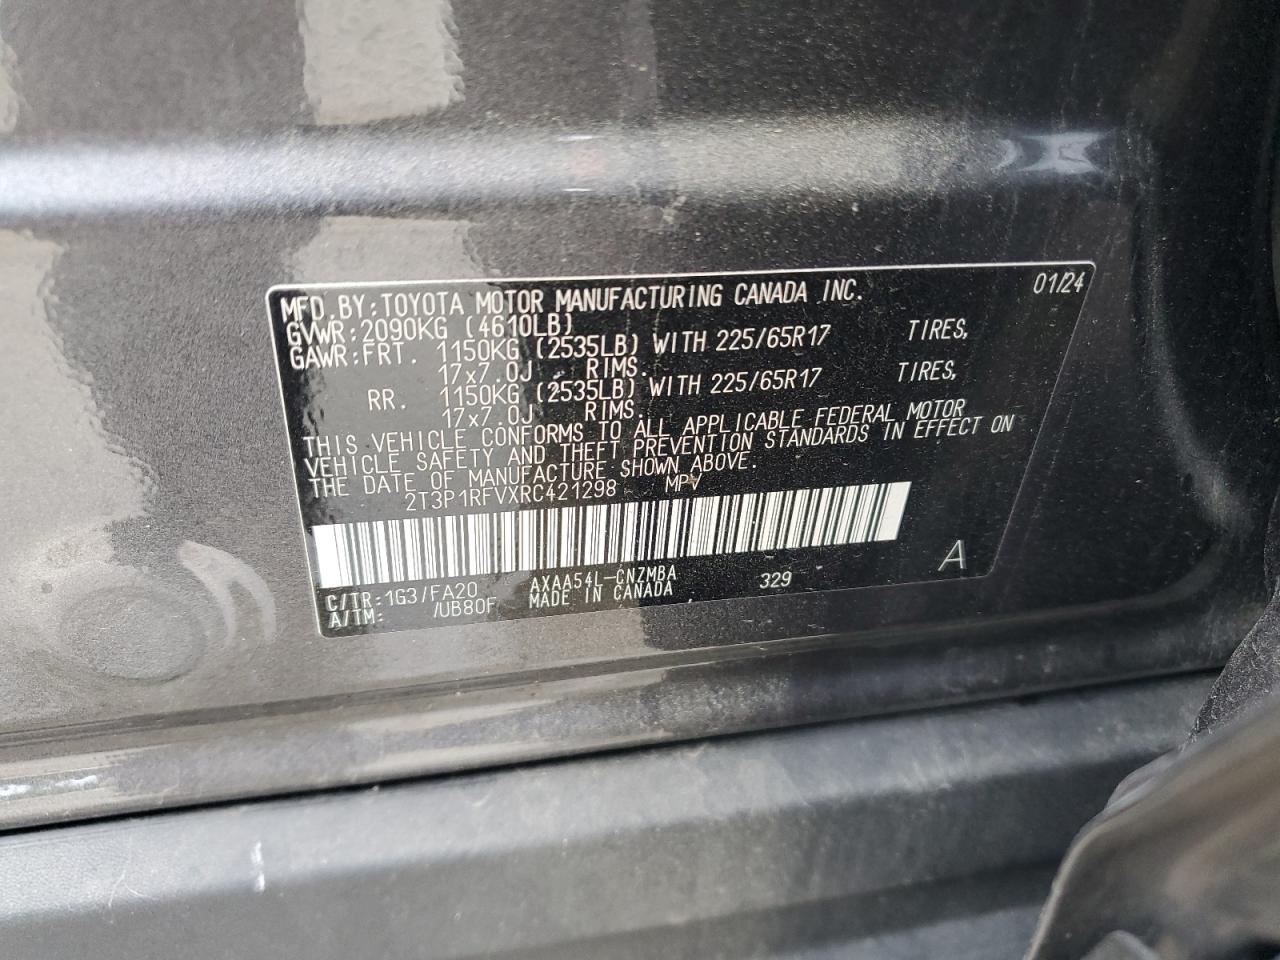 MFD. BY: TOYOTA MOTOR MANUFACTURING CANADA INC. 01/24
GVWR: 2090KG (4610LB)
GAWR: FRT. 1150KG (2535LB) WITH 225/65R17 TIRES,
17x7.0J RIMS.
RR. 1150KG (2535LB) WITH 225/65R17 TIRES,
17x7.0J RIMS.
THIS VEHICLE CONFORMS TO ALL APPLICABLE FEDERAL MOTOR
VEHICLE SAFETY AND THEFT PREVENTION STANDARDS IN EFFECT ON
THE DATE OF MANUFACTURE SHOWN ABOVE.
2T3P1RFVXRC421298 MPV
A
C/TR: 1G3/FA20 AXAA54L-CNZMBA 329
A/TM: /UB80F MADE IN CANADA